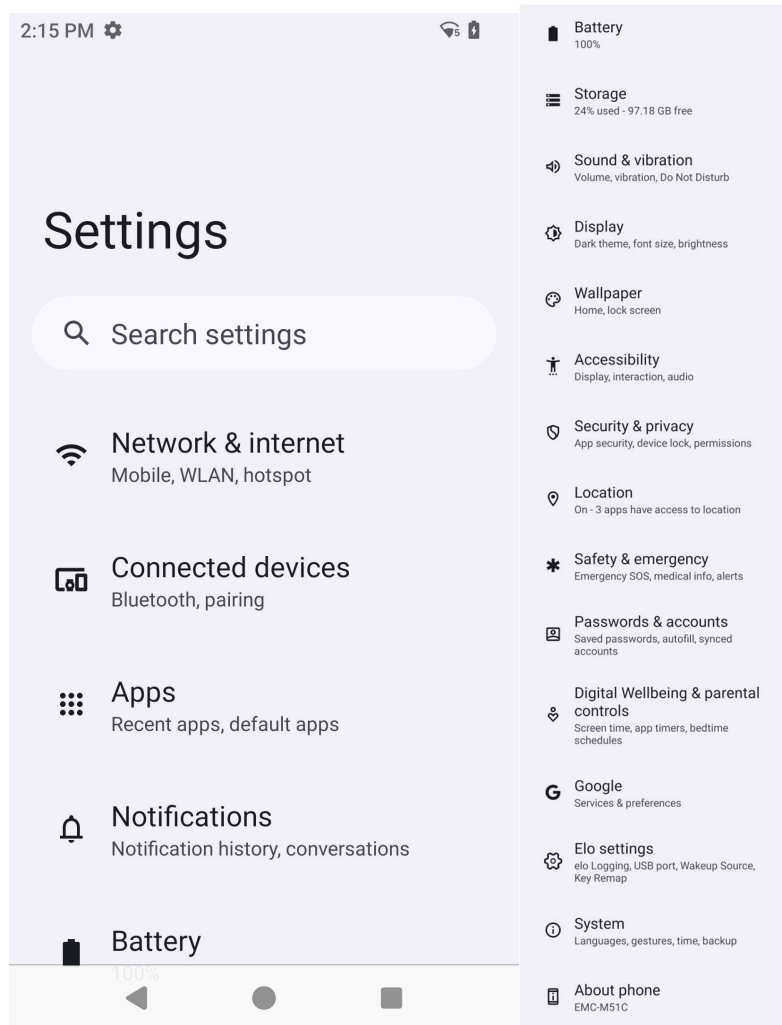 2:15 PM
5
Settings
Search settings
Network & internet
Mobile, WLAN, hotspot
Connected devices
Bluetooth, pairing
Apps
Recent apps, default apps
Notifications
Notification history, conversations
Battery
100%
Battery
100%
Storage
24% used - 97.18 GB free
Sound & vibration
Volume, vibration, Do Not Disturb
Display
Dark theme, font size, brightness
Wallpaper
Home, lock screen
Accessibility
Display, interaction, audio
Security & privacy
App security, device lock, permissions
Location
On - 3 apps have access to location
Safety & emergency
Emergency SOS, medical info, alerts
Passwords & accounts
Saved passwords, autofill, synced
accounts
Digital Wellbeing & parental
controls
Screen time, app timers, bedtime
schedules
Google
Services & preferences
Elo settings
elo Logging, USB port, Wakeup Source,
Key Remap
System
Languages, gestures, time, backup
About phone
EMC-M51C